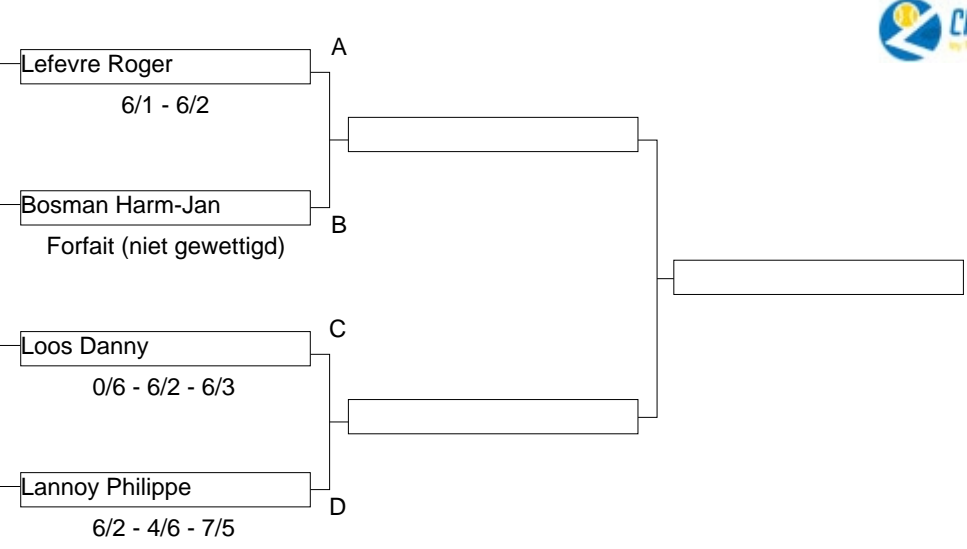 A
Lefevre Roger
6/1 - 6/2
Bosman Harm-Jan
B
Forfait (niet gewettigd)
C
Loos Danny
0/6 - 6/2 - 6/3
Lannoy Philippe
D
6/2 - 4/6 - 7/5